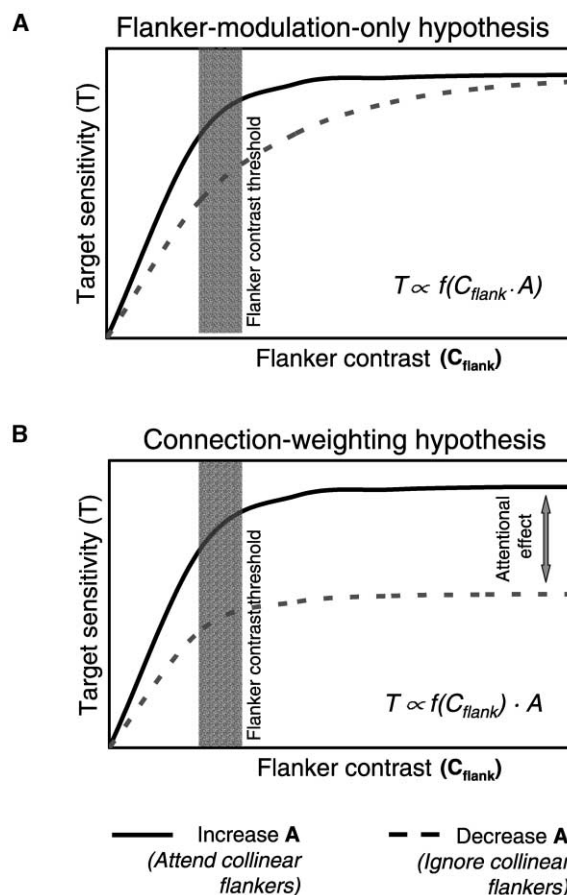 A
Flanker-modulation-only hypothesis
Target sensitivity (T)
Flanker contrast threshold
T ∝ f(C_flank · A)
Flanker contrast (C_flank)
B
Connection-weighting hypothesis
Target sensitivity (T)
Flanker contrast threshold
Attentional
effect
T ∝ f(C_flank) · A
Flanker contrast (C_flank)
Increase A
(Attend collinear
flankers)
Decrease A
(Ignore collinear
flankers)